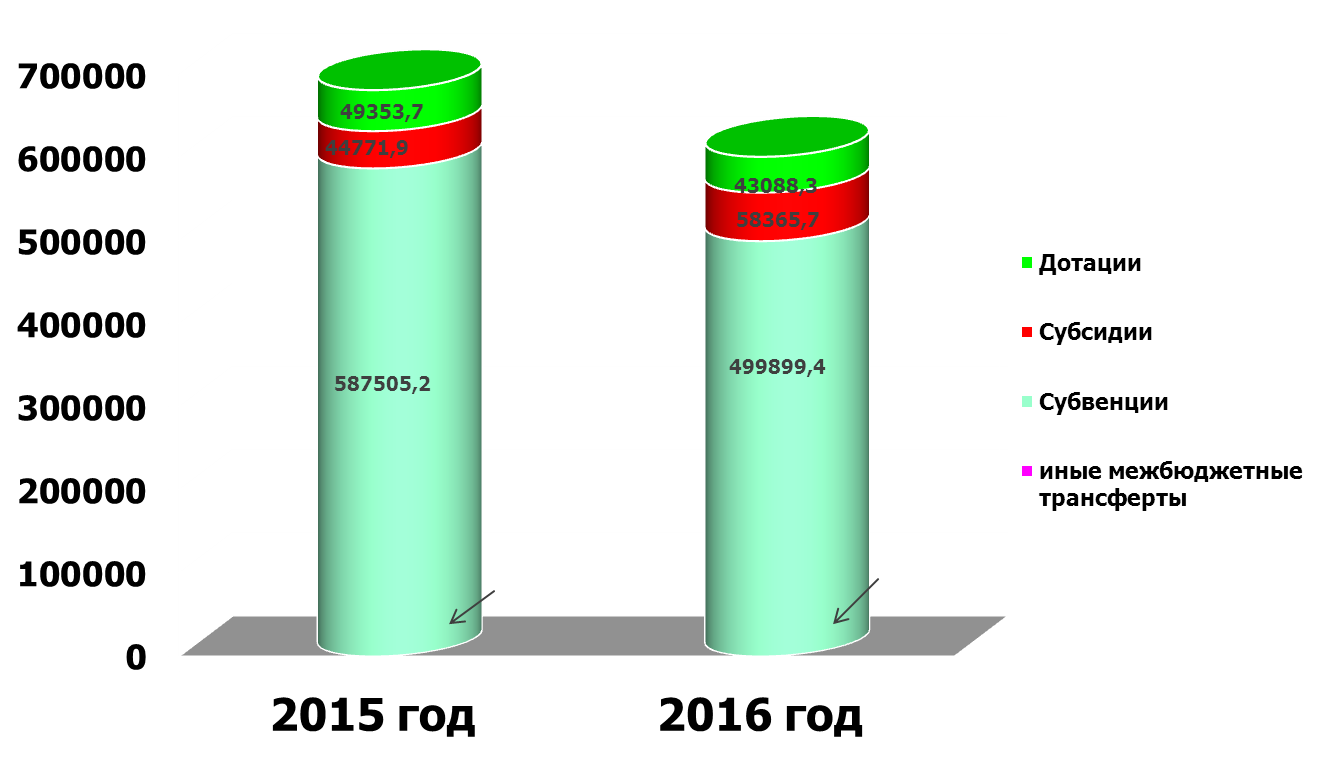 700000
600000
500000
400000
300000
200000
100000
0
49353,7
44771,9
587505,2
43088,3
58365,7
499899,4
2015 год
2016 год
Дотации
Субсидии
Субвенции
иные межбюджетные
трансферты